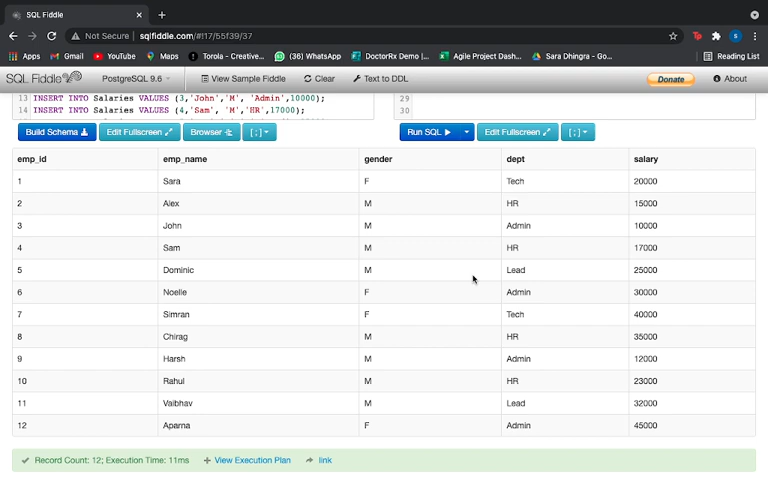 SQL Fiddle × +
Not Secure | sqlfiddle.com/#!17/55f39/37
Apps Gmail YouTube Maps Torola - Creative... (36) WhatsApp DoctorRx Demo |... Agile Project Dash... Sara Dhingra - Go... Reading List
SQL Fiddle PostgreSQL 9.6 View Sample Fiddle Clear Text to DDL Donate About
13 INSERT INTO Salaries VALUES (3,'John','M', 'Admin',10000); 29
14 INSERT INTO Salaries VALUES (4,'Sam', 'M','HR',17000); 30
Build Schema Edit Fullscreen Browser [ ; ] Run SQL Edit Fullscreen [ ; ]
emp_id emp_name gender dept salary
1 Sara F Tech 20000
2 Alex M HR 15000
3 John M Admin 10000
4 Sam M HR 17000
5 Dominic M Lead 25000
6 Noelle F Admin 30000
7 Simran F Tech 40000
8 Chirag M HR 35000
9 Harsh M Admin 12000
10 Rahul M HR 23000
11 Vaibhav M Lead 32000
12 Aparna F Admin 45000
Record Count: 12; Execution Time: 11ms + View Execution Plan link